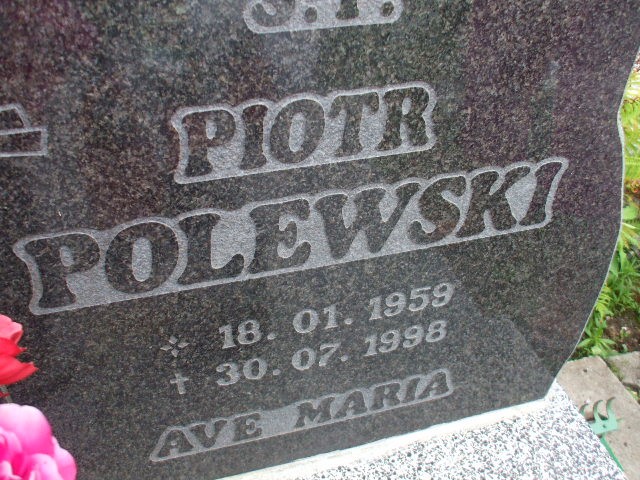 Ś.P.
PIOTR
POLEWSKI
18. 01. 1959
✝ 30. 07. 1998
AVE MARIA